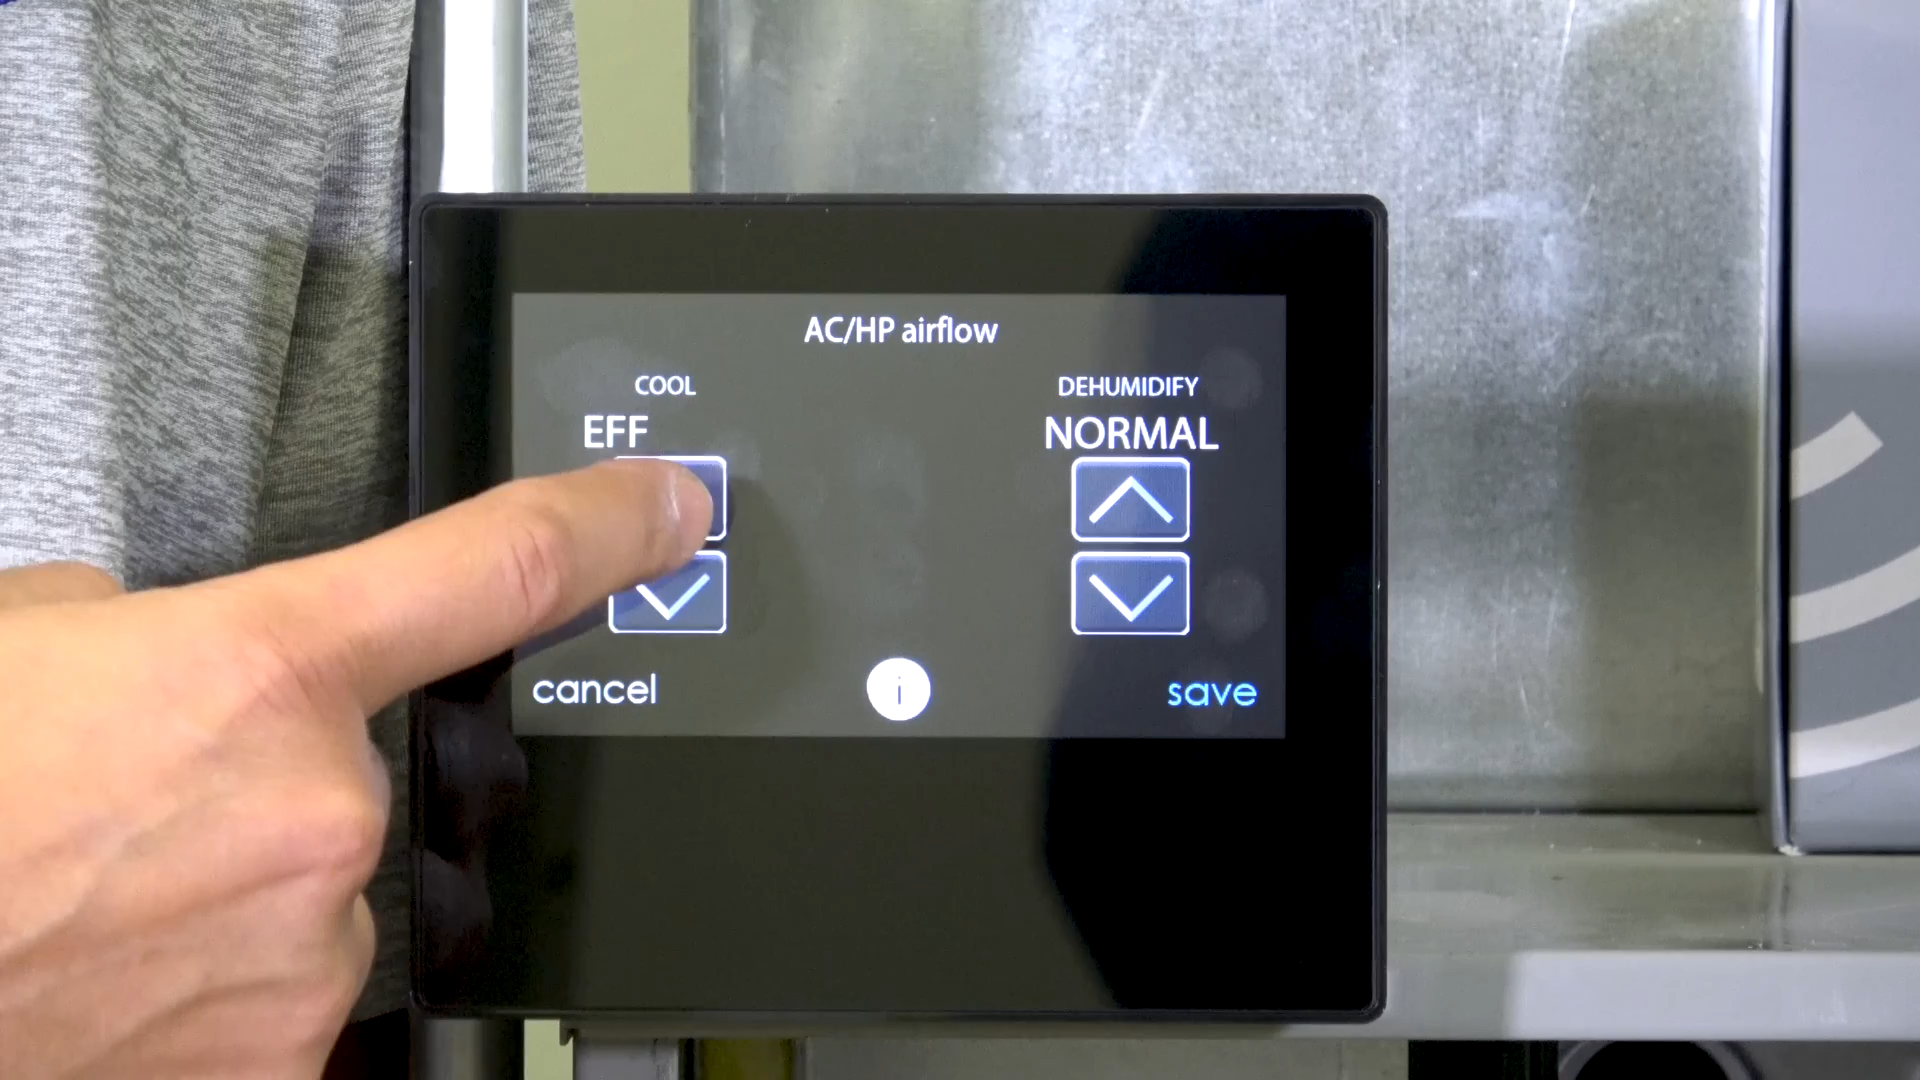 AC/HP airflow
COOL
DEHUMIDIFY
EFF
NORMAL
cancel
i
save